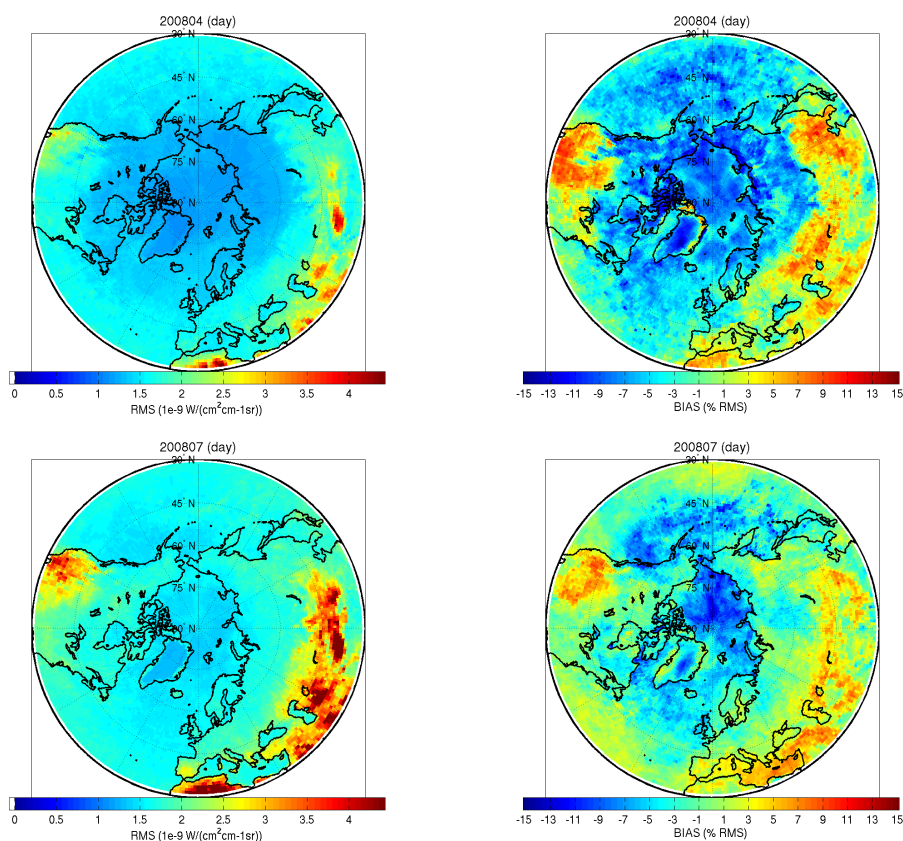 200804 (day)
30° N
45° N
60° N
75° N
90° N
0 0.5 1 1.5 2 2.5 3 3.5 4
RMS (1e-9 W/(cm²cm-1sr))
200804 (day)
30° N
45° N
60° N
75° N
90° N
-15 -13 -11 -9 -7 -5 -3 -1 1 3 5 7 9 11 13 15
BIAS (% RMS)
200807 (day)
30° N
45° N
60° N
75° N
90° N
0 0.5 1 1.5 2 2.5 3 3.5 4
RMS (1e-9 W/(cm²cm-1sr))
200807 (day)
30° N
45° N
60° N
75° N
90° N
-15 -13 -11 -9 -7 -5 -3 -1 1 3 5 7 9 11 13 15
BIAS (% RMS)